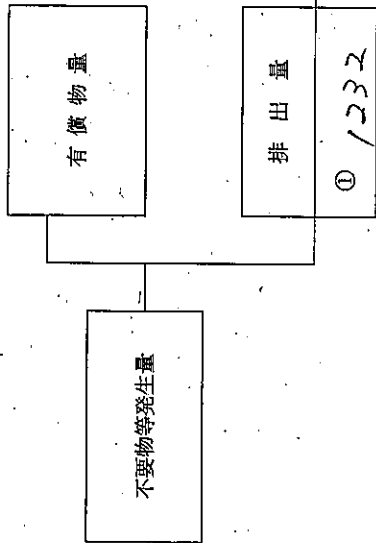 不要物等発生量
有償物量
排出量
① 1232